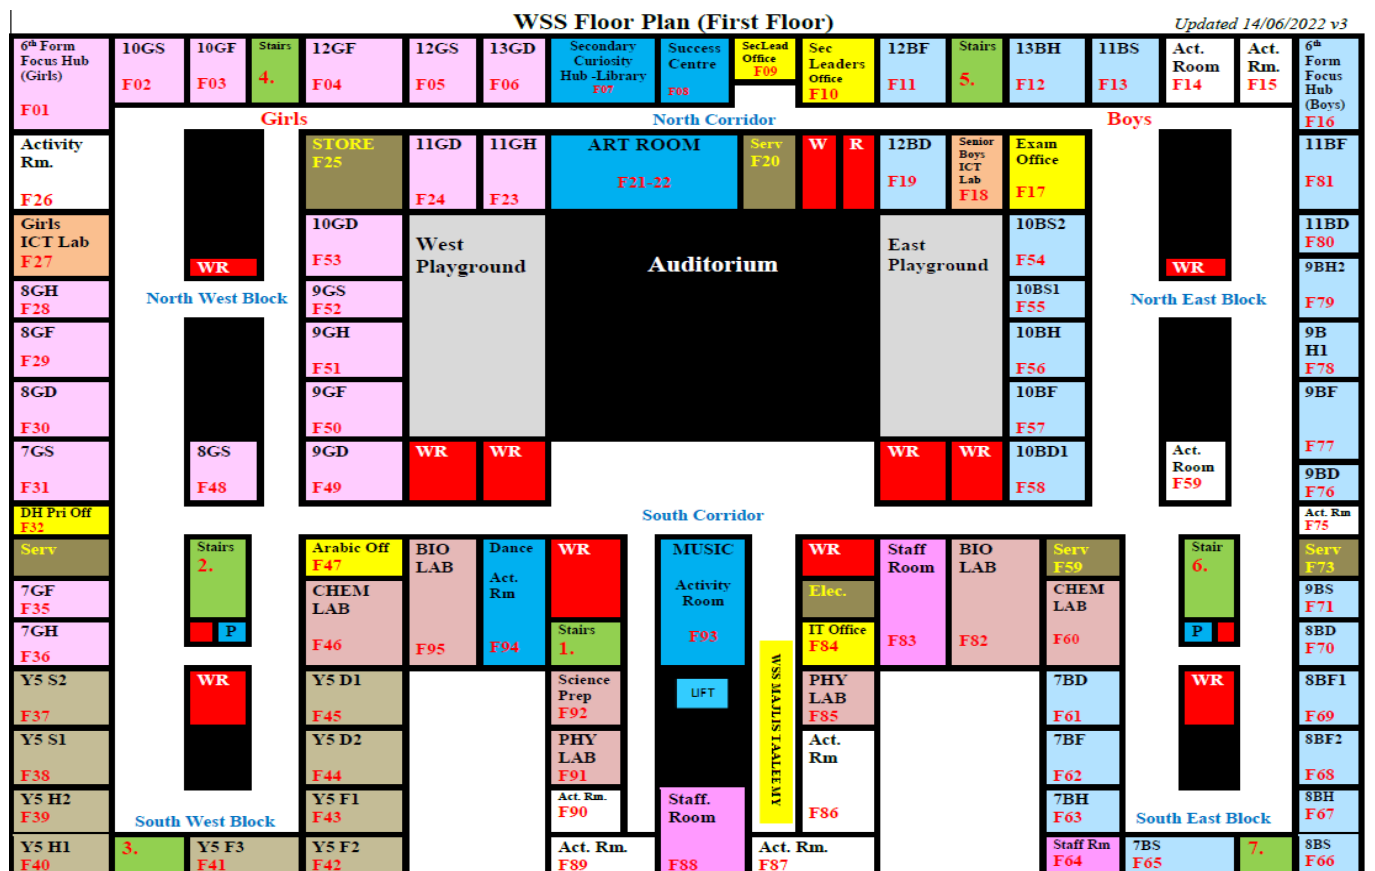 WSS Floor Plan (First Floor)
Updated 14/06/2022 v3
6th Form
Focus Hub
(Girls)
F01
10GS
F02
10GF
F03
Stairs
4.
12GF
F04
12GS
F05
13GD
F06
Secondary
Curiosity
Hub -Library
F07
Success
Centre
F08
SecLead
Office
F09
Sec
Leaders
Office
F10
12BF
F11
Stairs
5.
13BH
F12
11BS
F13
Act.
Room
F14
Act.
Rm.
F15
6th
Form
Focus
Hub
(Boys)
F16
Girls
North Corridor
Boys
Activity
Rm.
F26
STORE
F25
11GD
F24
11GH
F23
ART ROOM
F21-22
Serv
F20
W
R
12BD
F19
Senior
Boys
ICT
Lab
F18
Exam
Office
F17
11BF
F81
Girls
ICT Lab
F27
WR
10GD
F53
West
Playground
Auditorium
East
Playground
10BS2
F54
WR
11BD
F80
8GH
F28
North West Block
9GS
F52
10BS1
F55
North East Block
9BH2
F79
8GF
F29
9GH
F51
10BH
F56
9B
H1
F78
8GD
F30
9GF
F50
10BF
F57
9BF
F77
7GS
F31
8GS
F48
9GD
F49
WR
WR
WR
WR
10BD1
F58
Act.
Room
F59
9BD
F76
DH Pri Off
F32
South Corridor
Act. Rm
F75
Serv
Stairs
2.
Arabic Off
F47
BIO
LAB
F95
Dance
Act.
Rm
F94
WR
MUSIC
Activity
Room
F93
WR
Staff
Room
F83
BIO
LAB
F82
Serv
F59
Stair
6.
Serv
F73
7GF
F35
CHEM
LAB
F46
Elec.
CHEM
LAB
F60
9BS
F71
7GH
F36
P
Stairs
1.
IT Office
F84
P
8BD
F70
Y5 S2
F37
WR
Y5 D1
F45
Science
Prep
F92
LIFT
WSS MAJLIS TAALEEMY
PHY
LAB
F85
7BD
F61
WR
8BF1
F69
Y5 S1
F38
Y5 D2
F44
PHY
LAB
F91
Act.
Rm
F86
7BF
F62
8BF2
F68
Y5 H2
F39
South West Block
Y5 F1
F43
Act. Rm.
F90
Staff.
Room
F88
7BH
F63
South East Block
8BH
F67
Y5 H1
F40
3.
Y5 F3
F41
Y5 F2
F42
Act. Rm.
F89
Act. Rm.
F87
Staff Rm
F64
7BS
F65
7.
8BS
F66